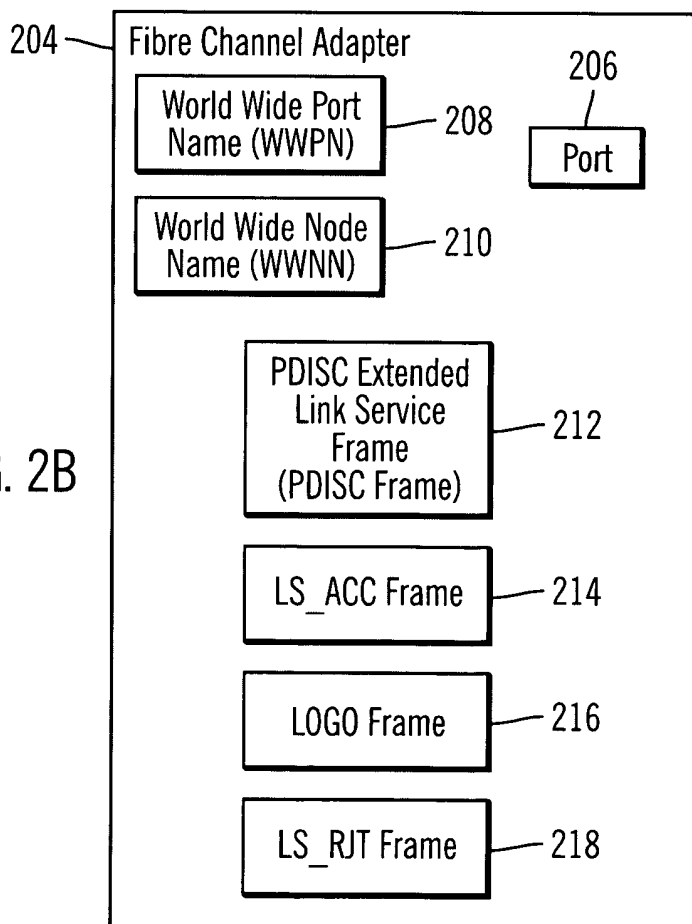 204
Fibre Channel Adapter
World Wide Port
Name (WWPN)
208
206
Port
World Wide Node
Name (WWNN)
210
PDISC Extended
Link Service
Frame
(PDISC Frame)
212
. 2B
LS_ACC Frame
214
LOGO Frame
216
LS_RJT Frame
218